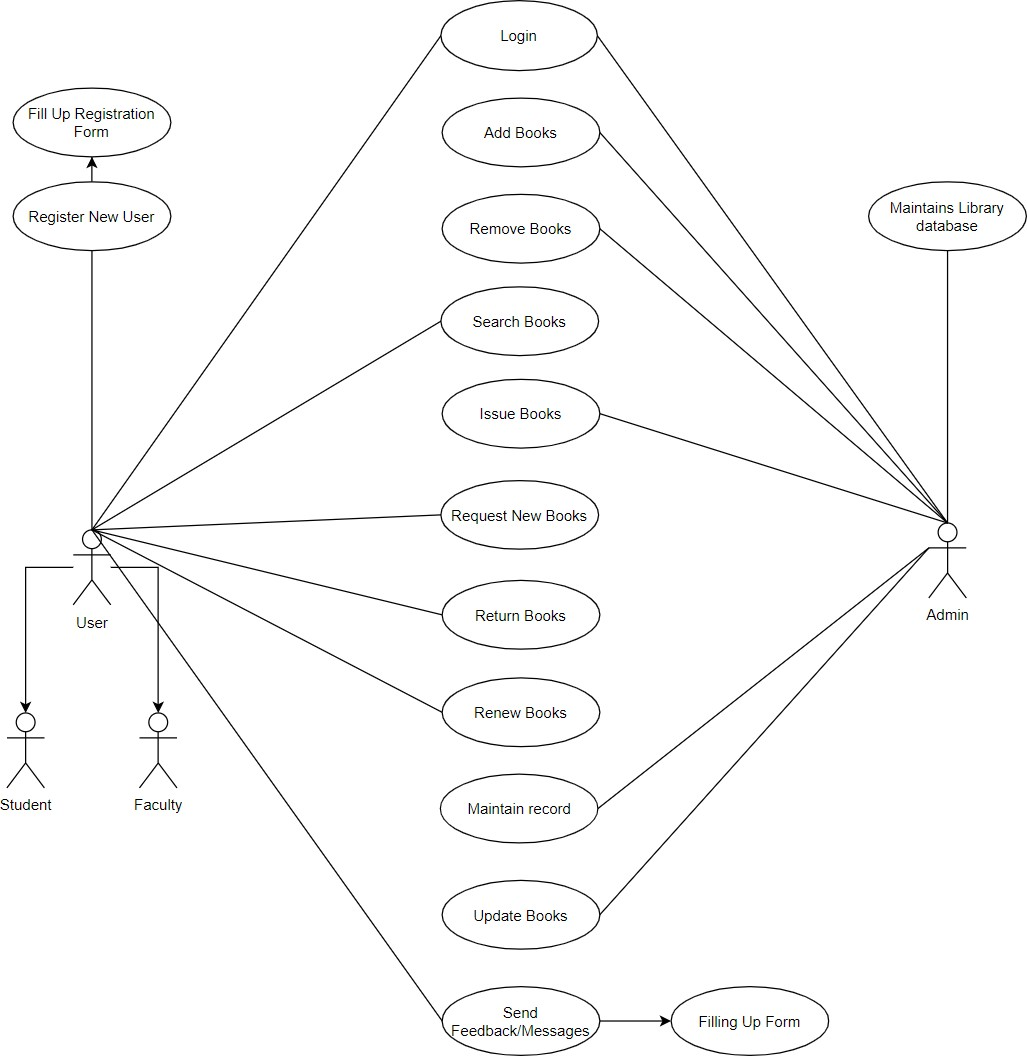 Login
Fill Up Registration
Form
Add Books
Register New User
Maintains Library
database
Remove Books
Search Books
Issue Books
Request New Books
Return Books
User
Admin
Renew Books
Student
Faculty
Maintain record
Update Books
Send
Feedback/Messages
Filling Up Form